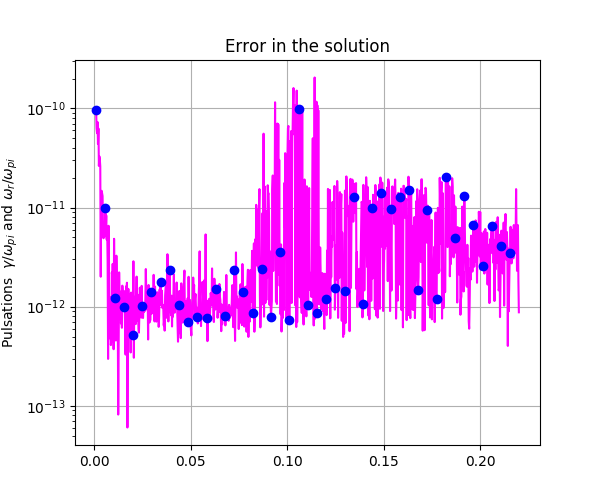 Error in the solution
Pulsations γ/ω_pi and ω_r/ω_pi
10^−10
10^−11
10^−12
10^−13
0.00 0.05 0.10 0.15 0.20